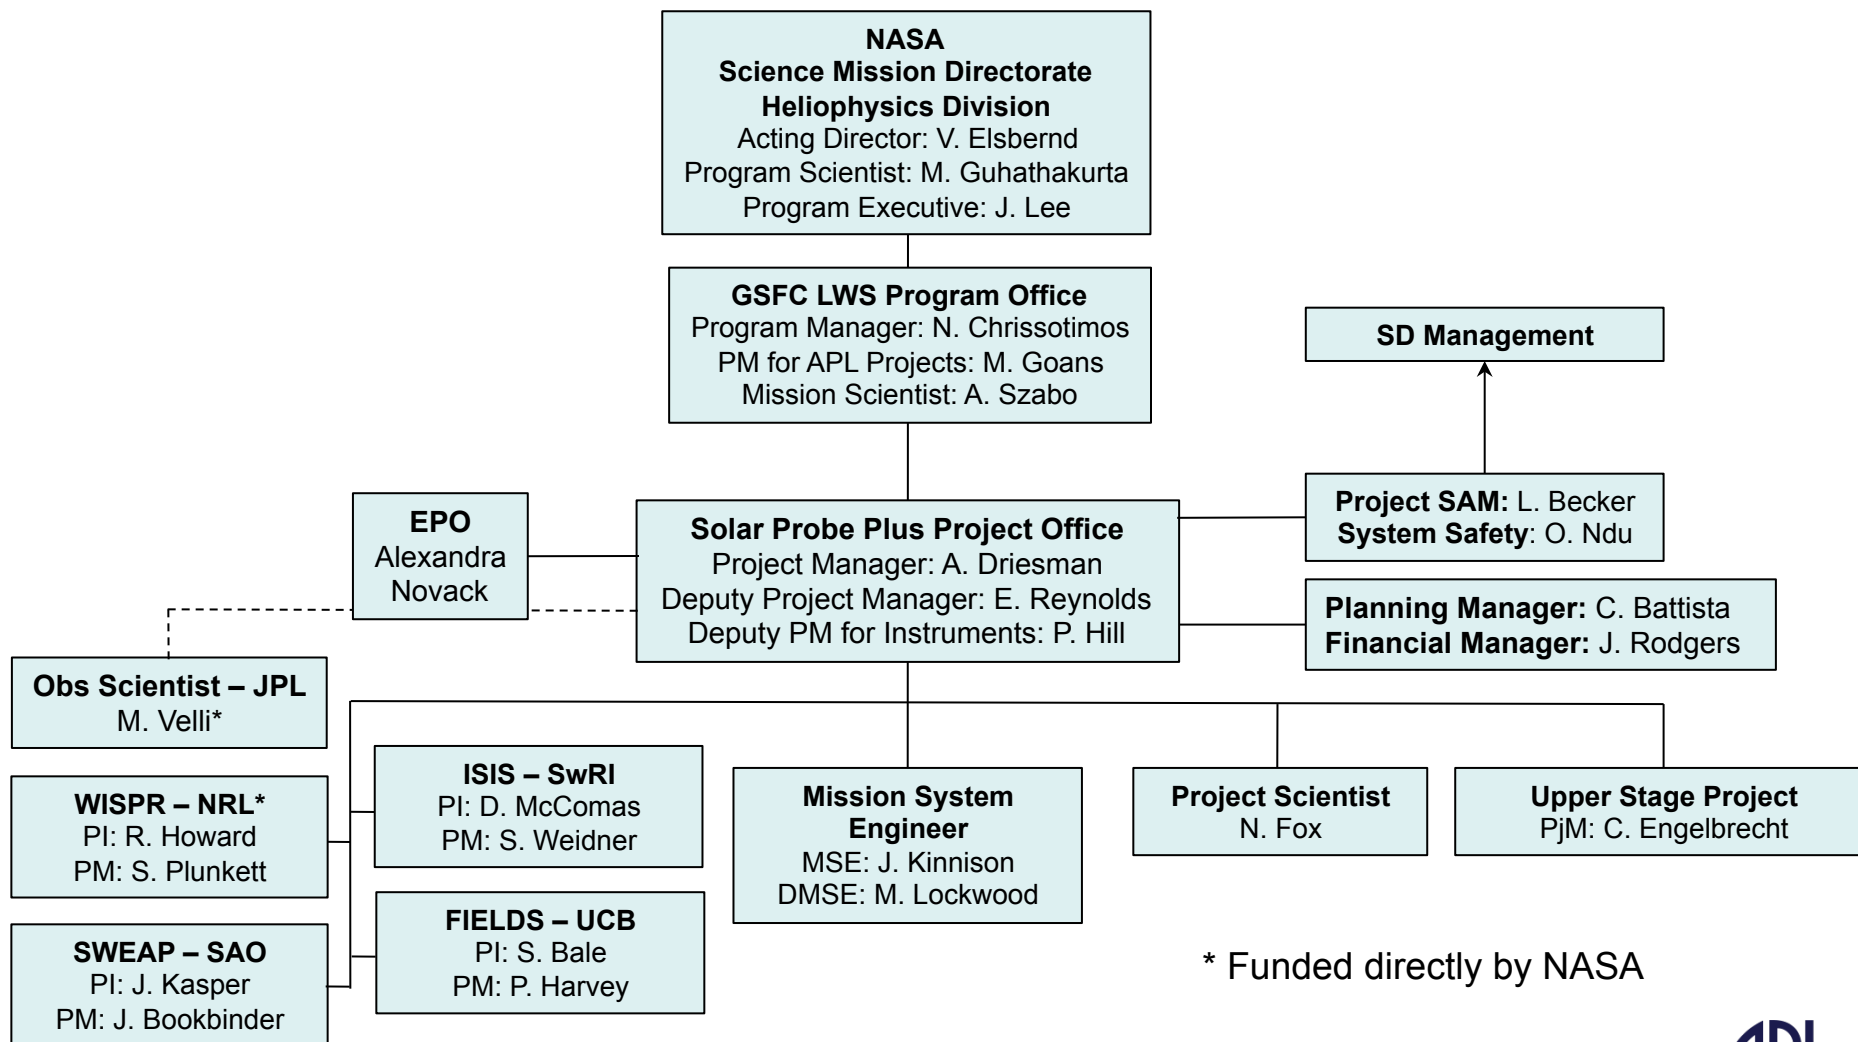 NASA
Science Mission Directorate
Heliophysics Division
Acting Director: V. Elsbernd
Program Scientist: M. Guhathakurta
Program Executive: J. Lee
GSFC LWS Program Office
Program Manager: N. Chrissotimos
PM for APL Projects: M. Goans
Mission Scientist: A. Szabo
SD Management
Project SAM: L. Becker
System Safety: O. Ndu
EPO
Alexandra
Novack
Solar Probe Plus Project Office
Project Manager: A. Driesman
Deputy Project Manager: E. Reynolds
Deputy PM for Instruments: P. Hill
Planning Manager: C. Battista
Financial Manager: J. Rodgers
Obs Scientist – JPL
M. Velli*
WISPR – NRL*
PI: R. Howard
PM: S. Plunkett
ISIS – SwRI
PI: D. McComas
PM: S. Weidner
Mission System
Engineer
MSE: J. Kinnison
DMSE: M. Lockwood
Project Scientist
N. Fox
Upper Stage Project
PjM: C. Engelbrecht
SWEAP – SAO
PI: J. Kasper
PM: J. Bookbinder
FIELDS – UCB
PI: S. Bale
PM: P. Harvey
* Funded directly by NASA